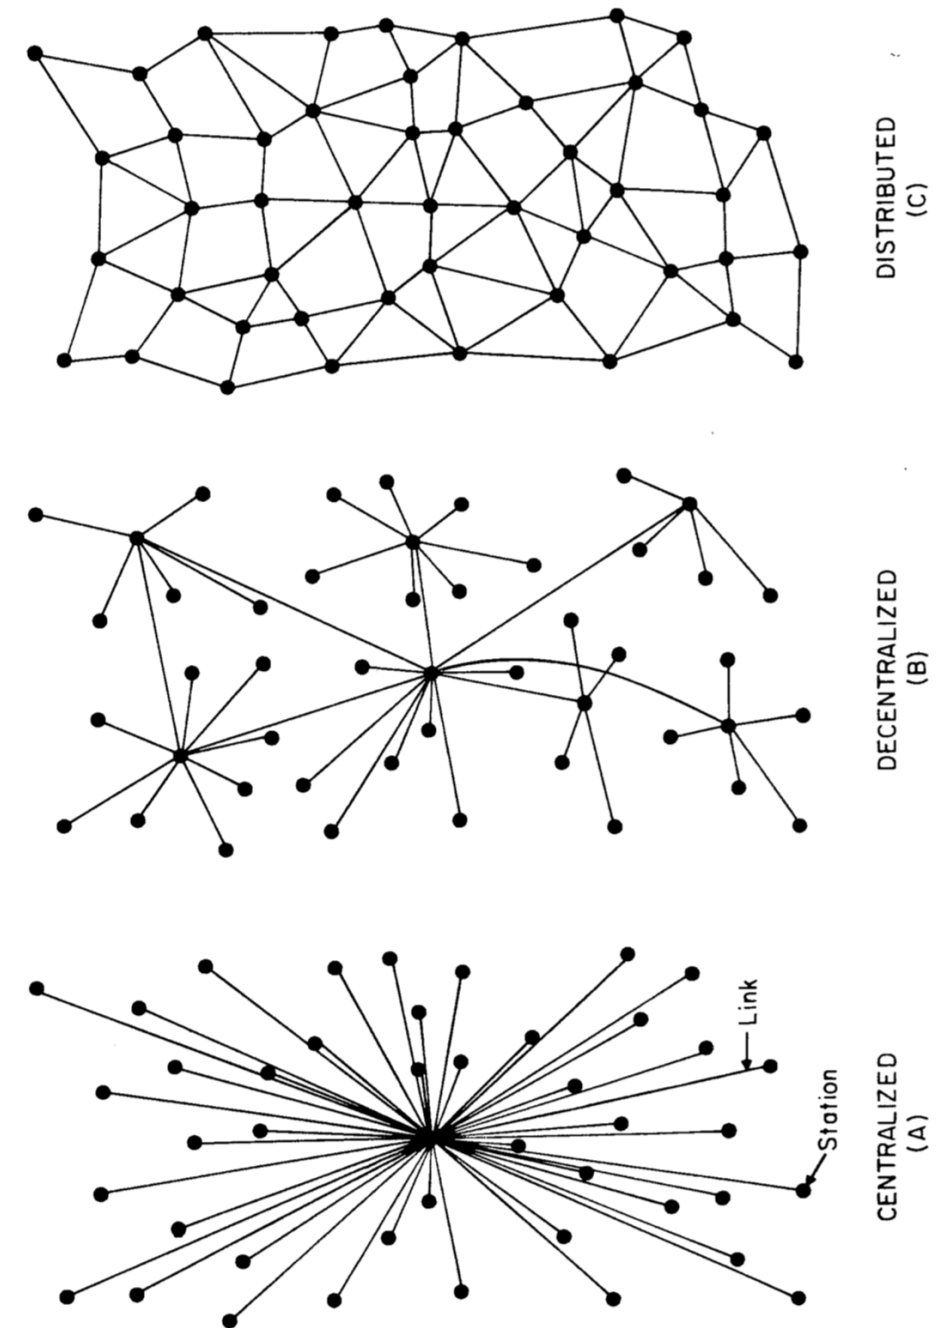 CENTRALIZED
(A)
DECENTRALIZED
(B)
DISTRIBUTED
(C)
Link
Station